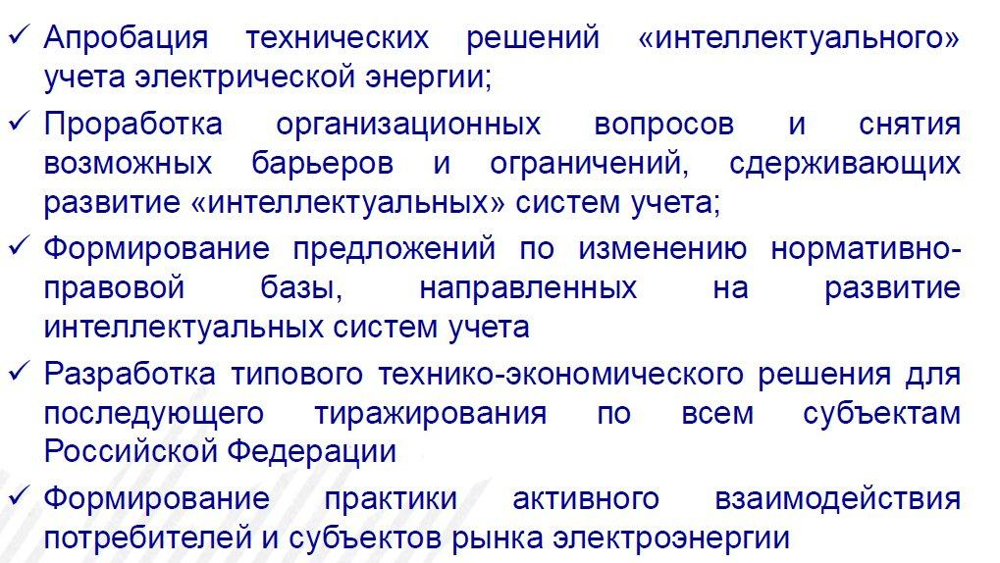 Апробация технических решений «интеллектуального»
учета электрической энергии;
Проработка организационных вопросов и снятия
возможных барьеров и ограничений, сдерживающих
развитие «интеллектуальных» систем учета;
Формирование предложений по изменению нормативно-
правовой базы, направленных на развитие
интеллектуальных систем учета
Разработка типового технико-экономического решения для
последующего тиражирования по всем субъектам
Российской Федерации
Формирование практики активного взаимодействия
потребителей и субъектов рынка электроэнергии